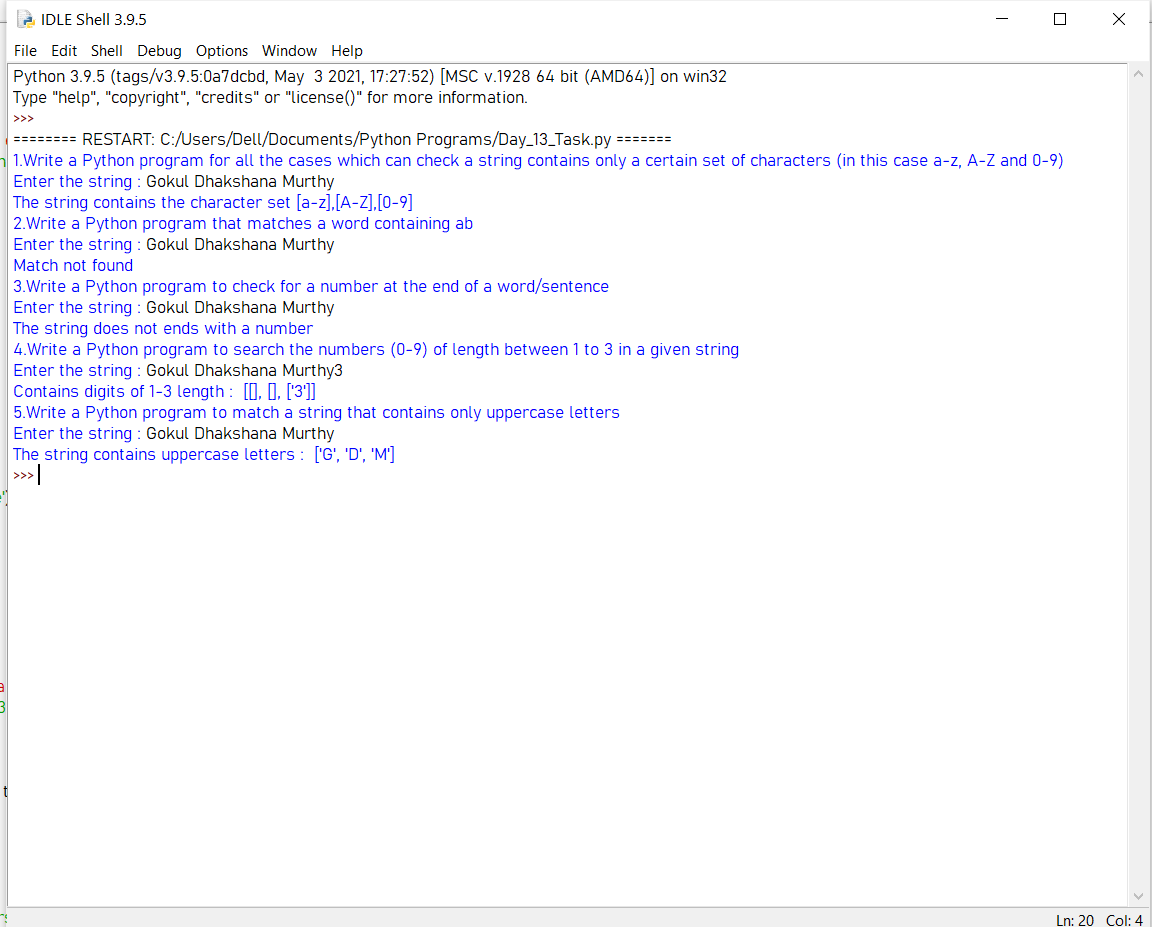 IDLE Shell 3.9.5
File Edit Shell Debug Options Window Help
Python 3.9.5 (tags/v3.9.5:0a7dcbd, May  3 2021, 17:27:52) [MSC v.1928 64 bit (AMD64)] on win32
Type "help", "copyright", "credits" or "license()" for more information.
>>>
======== RESTART: C:/Users/Dell/Documents/Python Programs/Day_13_Task.py =======
1.Write a Python program for all the cases which can check a string contains only a certain set of characters (in this case a-z, A-Z and 0-9)
Enter the string : Gokul Dhakshana Murthy
The string contains the character set [a-z],[A-Z],[0-9]
2.Write a Python program that matches a word containing ab
Enter the string : Gokul Dhakshana Murthy
Match not found
3.Write a Python program to check for a number at the end of a word/sentence
Enter the string : Gokul Dhakshana Murthy
The string does not ends with a number
4.Write a Python program to search the numbers (0-9) of length between 1 to 3 in a given string
Enter the string : Gokul Dhakshana Murthy3
Contains digits of 1-3 length :  [[], [], ['3']]
5.Write a Python program to match a string that contains only uppercase letters
Enter the string : Gokul Dhakshana Murthy
The string contains uppercase letters :  ['G', 'D', 'M']
>>>
Ln: 20 Col: 4